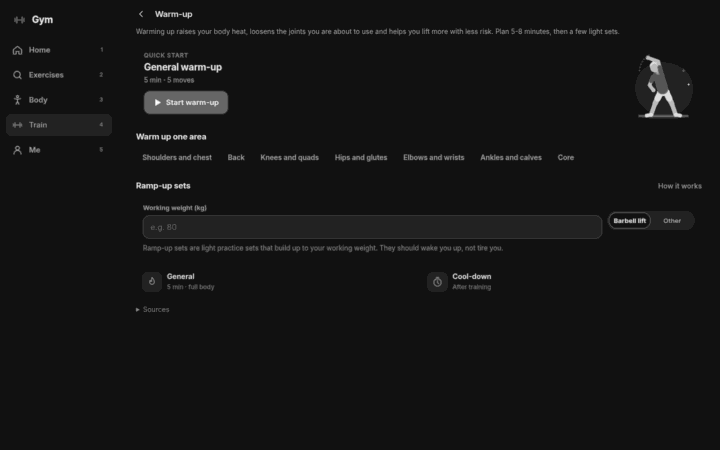 Gym
Home 1
Exercises 2
Body 3
Train 4
Me 5
Warm-up
Warming up raises your body heat, loosens the joints you are about to use and helps you lift more with less risk. Plan 5-8 minutes, then a few light sets.
QUICK START
General warm-up
5 min · 5 moves
Start warm-up
Warm up one area
Shoulders and chest Back Knees and quads Hips and glutes Elbows and wrists Ankles and calves Core
Ramp-up sets How it works
Working weight (kg)
e.g. 80 Barbell lift Other
Ramp-up sets are light practice sets that build up to your working weight. They should wake you up, not tire you.
General Cool-down
5 min · full body After training
Sources